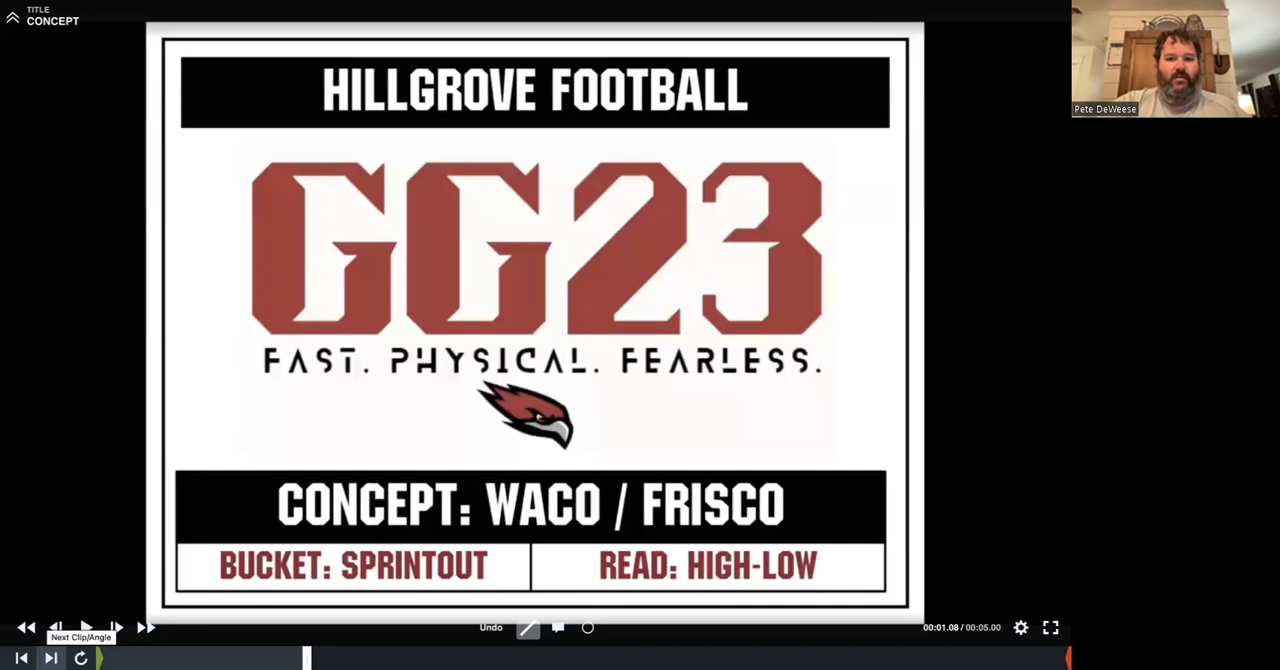 TITLE
CONCEPT
HILLGROVE FOOTBALL
GG23
FAST. PHYSICAL. FEARLESS.
CONCEPT: WACO / FRISCO
BUCKET: SPRINTOUT
READ: HIGH-LOW
Pete DeWeese
Undo
00:01.08 / 00:05.00
Next Clip/Angle